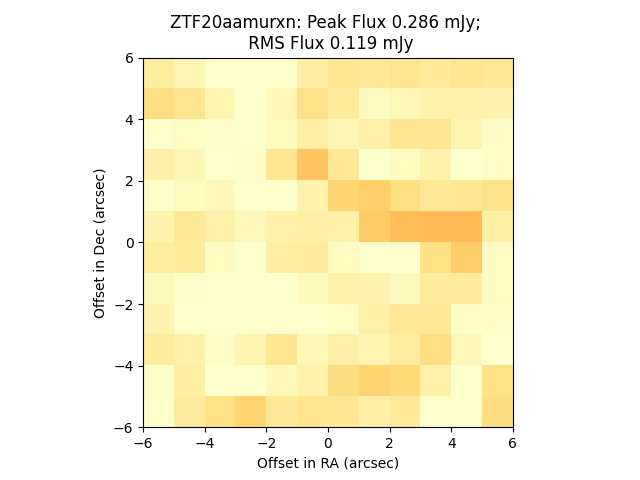 ZTF20aamurxn: Peak Flux 0.286 mJy;
RMS Flux 0.119 mJy
6
4
2
0
−2
−4
−6
Offset in Dec (arcsec)
−6 −4 −2 0 2 4 6
Offset in RA (arcsec)